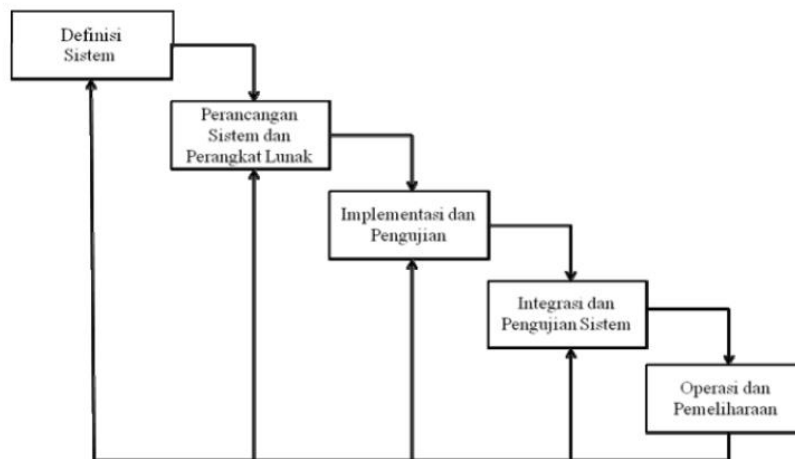 Definisi
Sistem
Perancangan
Sistem dan
Perangkat Lunak
Implementasi dan
Pengujian
Integrasi dan
Pengujian Sistem
Operasi dan
Pemeliharaan